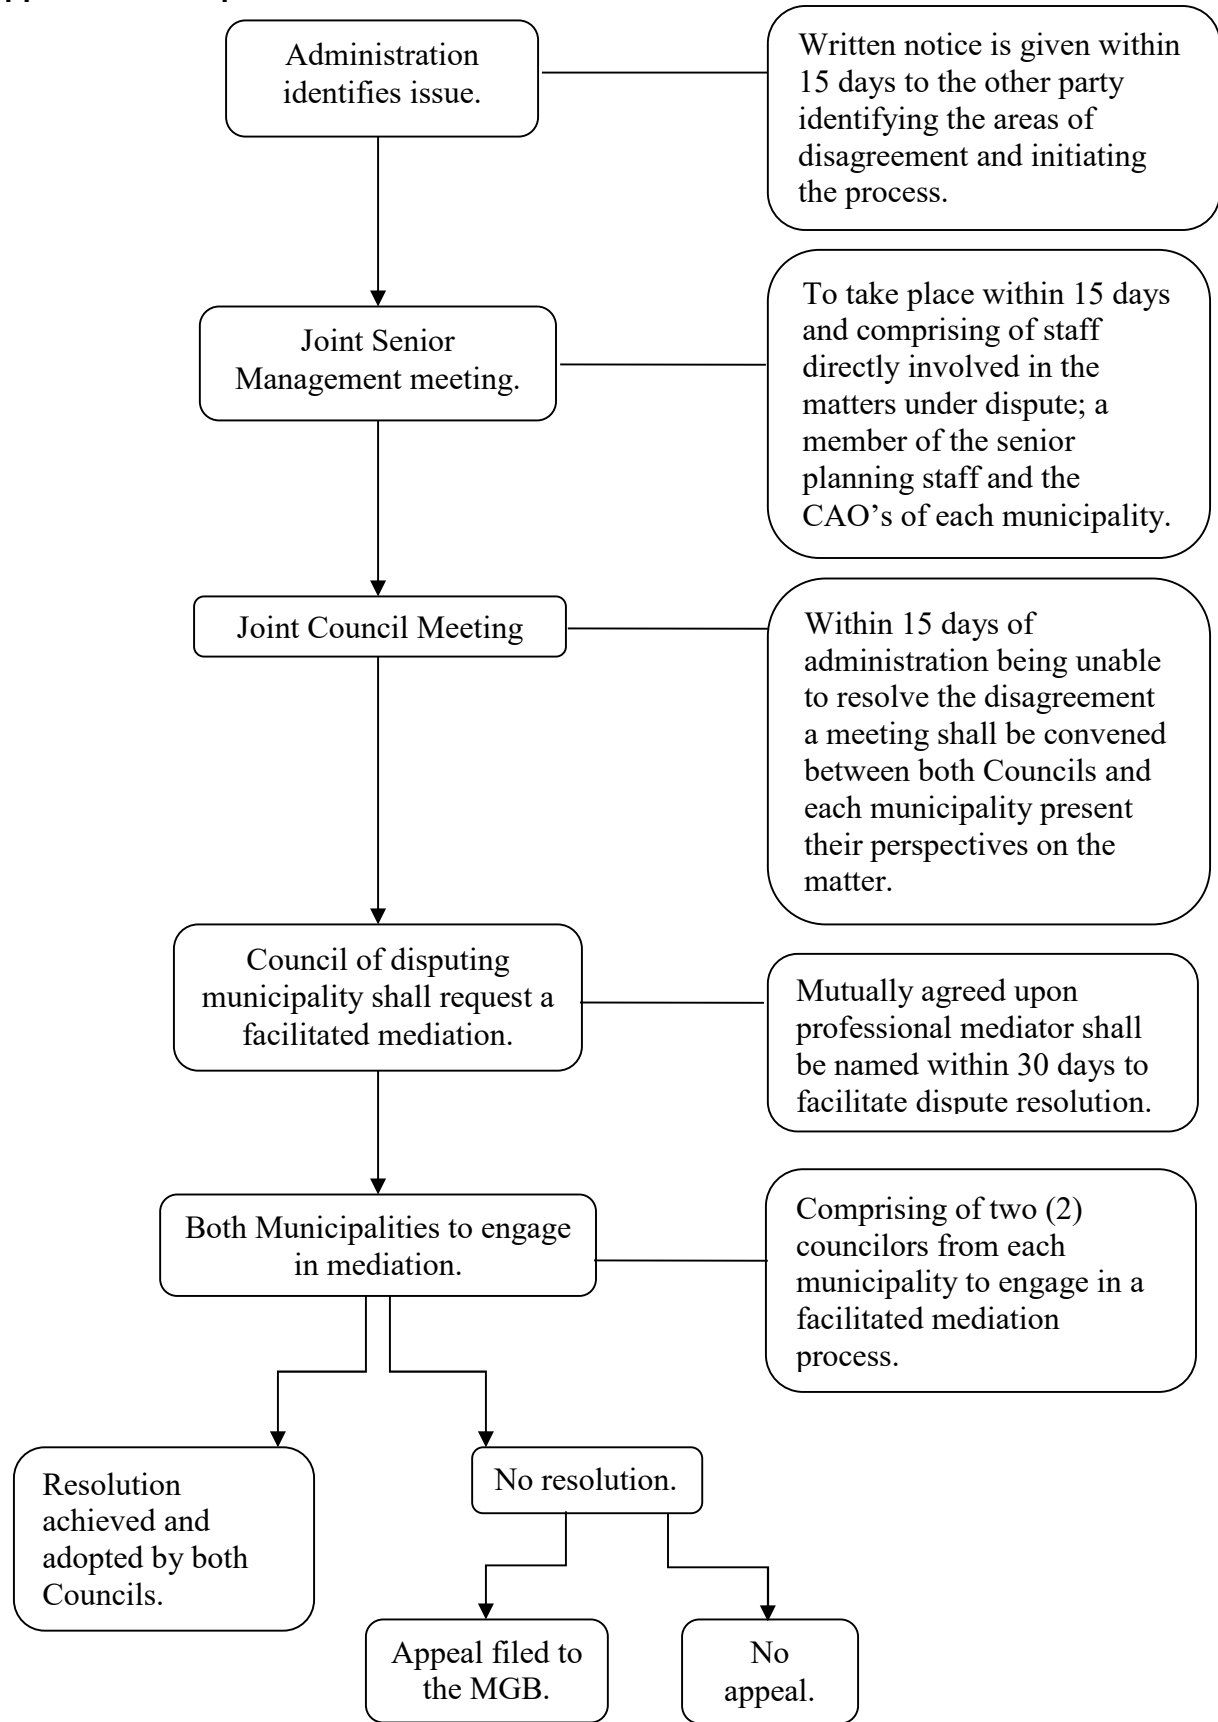 Administration
identifies issue.
Written notice is given within
15 days to the other party
identifying the areas of
disagreement and initiating
the process.
Joint Senior
Management meeting.
To take place within 15 days
and comprising of staff
directly involved in the
matters under dispute; a
member of the senior
planning staff and the
CAO’s of each municipality.
Joint Council Meeting
Within 15 days of
administration being unable
to resolve the disagreement
a meeting shall be convened
between both Councils and
each municipality present
their perspectives on the
matter.
Council of disputing
municipality shall request a
facilitated mediation.
Mutually agreed upon
professional mediator shall
be named within 30 days to
facilitate dispute resolution.
Both Municipalities to engage
in mediation.
Comprising of two (2)
councilors from each
municipality to engage in a
facilitated mediation
process.
Resolution
achieved and
adopted by both
Councils.
No resolution.
Appeal filed to
the MGB.
No
appeal.